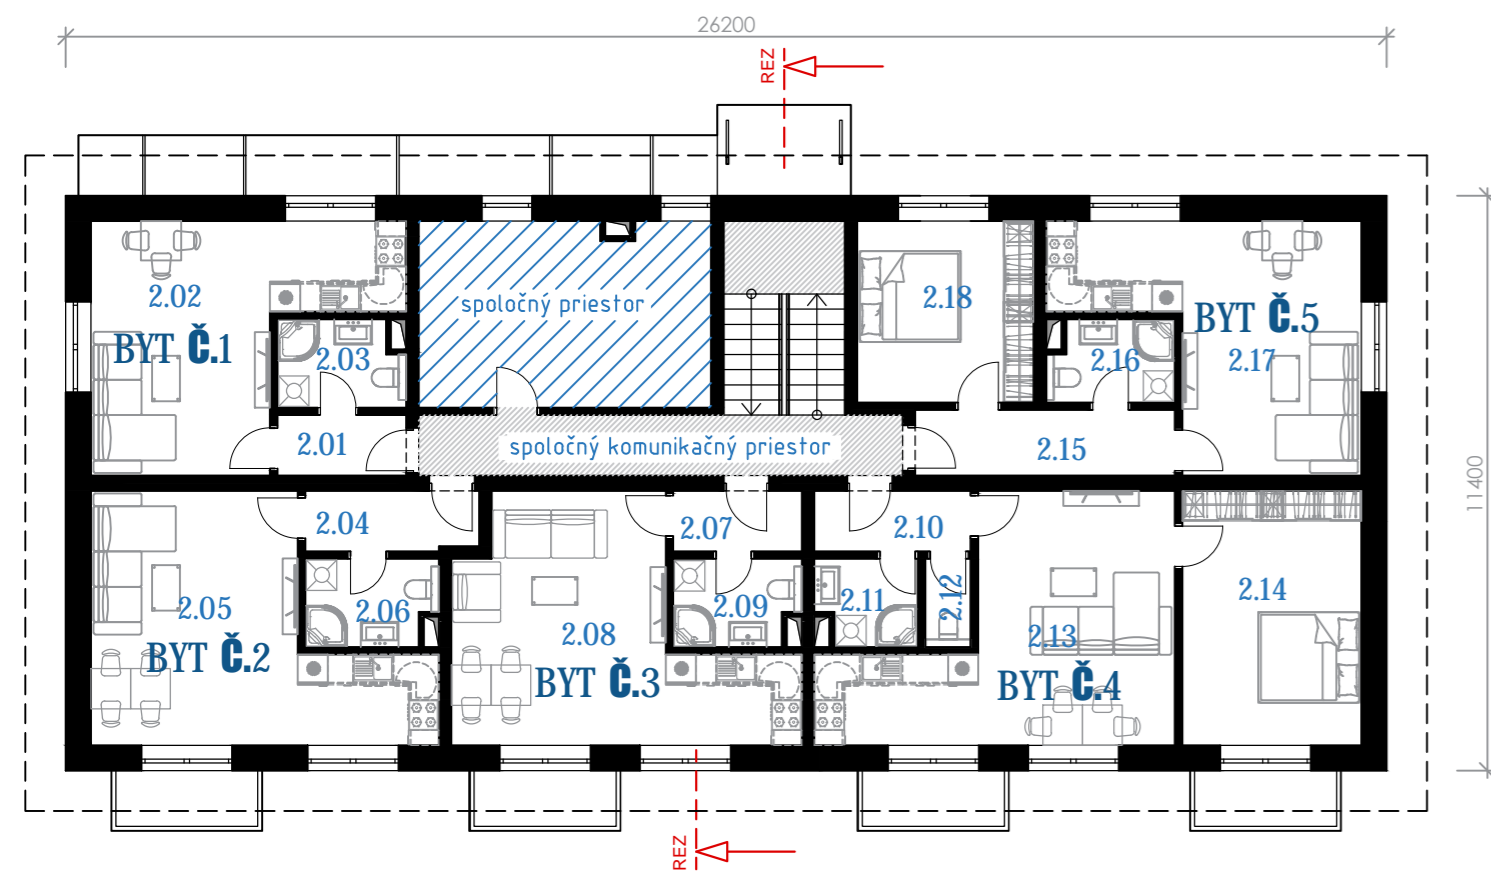 26200
REZ
2.02
BYT Č.1
2.03
2.01
spoločný priestor
spoločný komunikačný priestor
2.18
BYT Č.5
2.16
2.17
2.15
11400
2.04
2.05
2.06
BYT Č.2
2.07
2.08
2.09
BYT Č.3
2.10
2.11
2.12
2.13
BYT Č.4
2.14
REZ